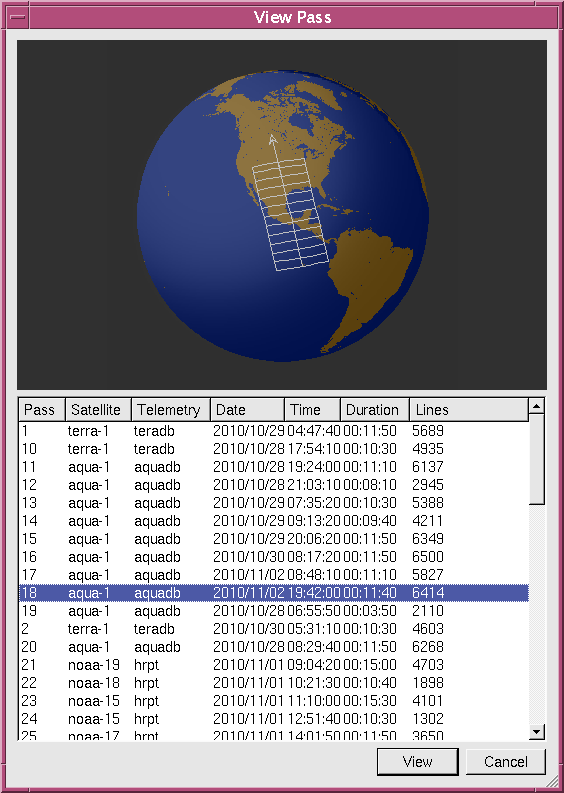 View Pass
Pass Satellite Telemetry Date Time Duration Lines
1 terra-1 teradb 2010/10/29 04:47:40 00:11:50 5689
10 terra-1 teradb 2010/10/28 17:54:10 00:10:30 4935
11 aqua-1 aquadb 2010/10/28 19:24:00 00:11:10 6137
12 aqua-1 aquadb 2010/10/28 21:03:10 00:08:10 2945
13 aqua-1 aquadb 2010/10/29 07:35:20 00:10:30 5388
14 aqua-1 aquadb 2010/10/29 09:13:20 00:09:40 4211
15 aqua-1 aquadb 2010/10/29 20:06:20 00:11:50 6349
16 aqua-1 aquadb 2010/10/30 08:17:20 00:11:50 6500
17 aqua-1 aquadb 2010/11/02 08:48:10 00:11:10 5827
18 aqua-1 aquadb 2010/11/02 19:42:00 00:11:40 6414
19 aqua-1 aquadb 2010/10/28 06:55:50 00:03:50 2110
2 terra-1 teradb 2010/10/30 05:31:10 00:10:30 4603
20 aqua-1 aquadb 2010/10/28 08:29:40 00:11:50 6268
21 noaa-19 hrpt 2010/11/01 09:04:20 00:15:00 4703
22 noaa-18 hrpt 2010/11/01 10:21:30 00:10:40 1898
23 noaa-15 hrpt 2010/11/01 11:10:00 00:15:30 4101
24 noaa-15 hrpt 2010/11/01 12:51:40 00:10:30 1302
25 noaa-17 hrpt 2010/11/01 14:01:50 00:11:50 3650
View Cancel